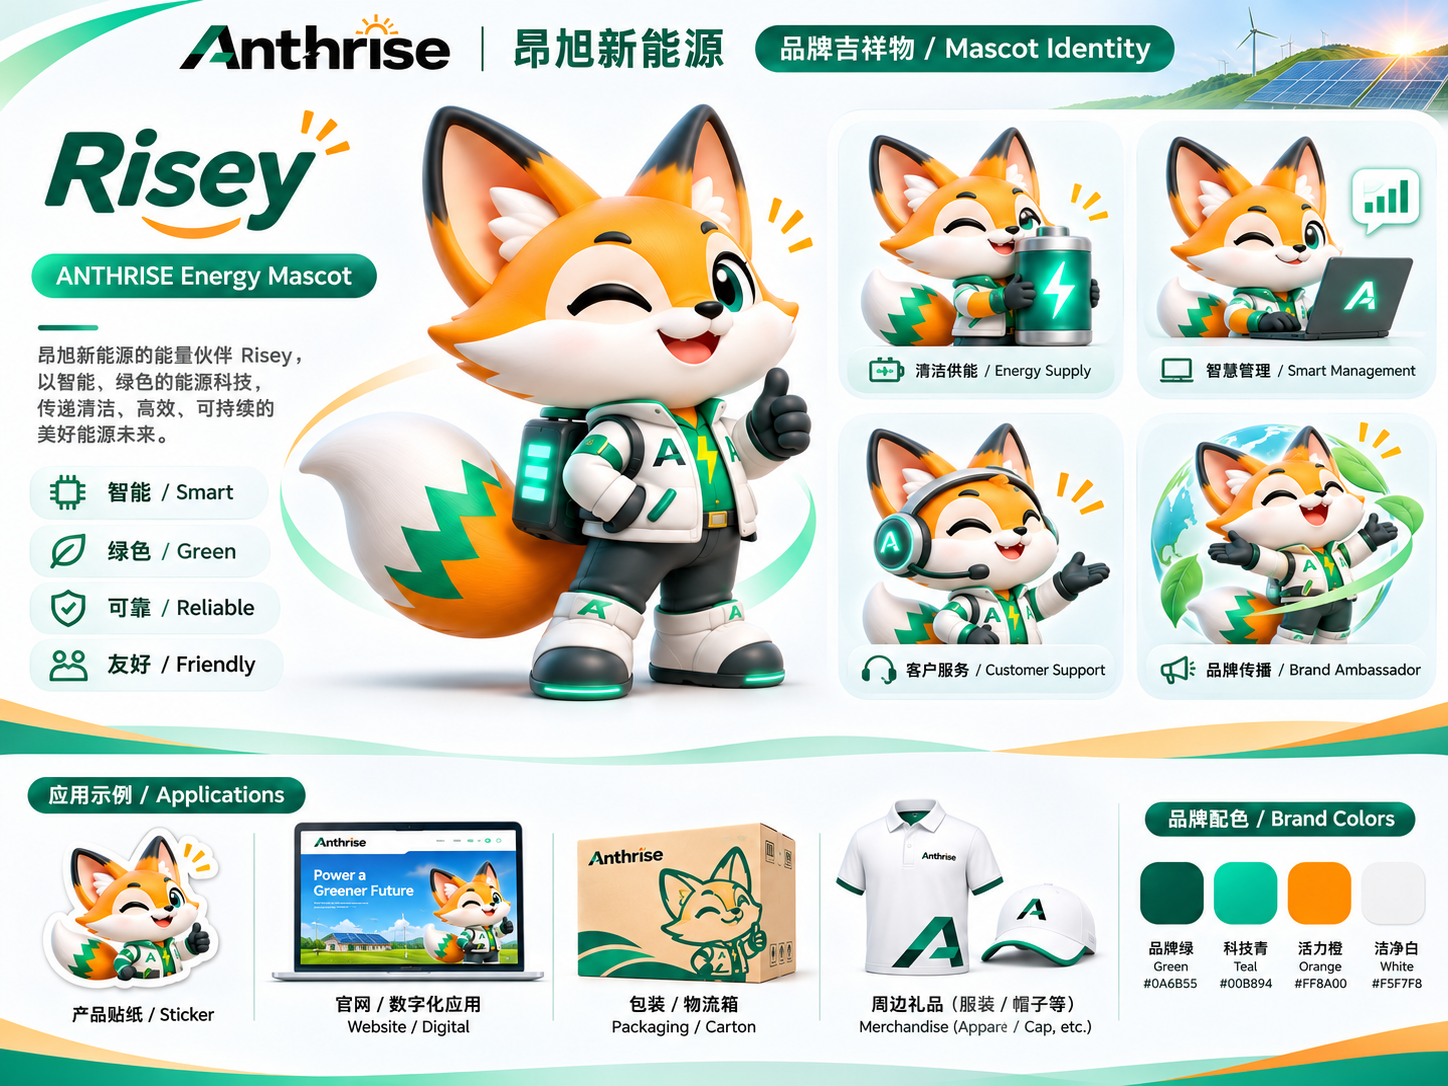 Anthrise
昂旭新能源
品牌吉祥物 / Mascot Identity
Risey
ANTHRISE Energy Mascot
昂旭新能源的能量伙伴 Risey，
以智能、绿色的能源科技，
传递清洁、高效、可持续的
美好能源未来。
智能 / Smart
绿色 / Green
可靠 / Reliable
友好 / Friendly
A
A
A
A
清洁供能 / Energy Supply
A
智慧管理 / Smart Management
A
A
A
客户服务 / Customer Support
A
A
品牌传播 / Brand Ambassador
应用示例 / Applications
A
产品贴纸 / Sticker
Anthrise
Power a
Greener Future
官网 / 数字化应用
Website / Digital
Anthrise
包装 / 物流箱
Packaging / Carton
Anthrise
A
A
周边礼品（服装 / 帽子等）
Merchandise (Appare / Cap, etc.)
品牌配色 / Brand Colors
品牌绿
Green
#0A6B55
科技青
Teal
#00B894
活力橙
Orange
#FF8A00
洁净白
White
#F5F7F8